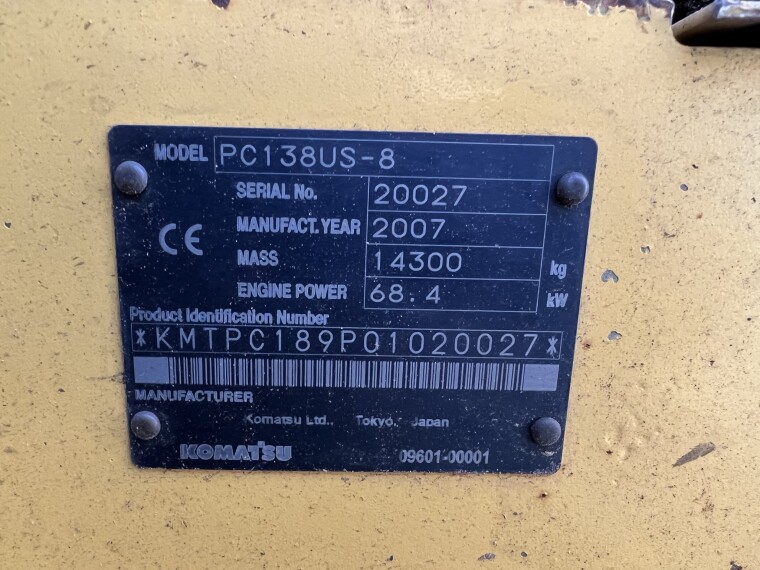 MODEL PC138US-8
SERIAL No. 20027
MANUFACT. YEAR 2007
CE
MASS 14300 kg
ENGINE POWER 68.4 kW
Product Identification Number
*KMTPC189P01020027*
MANUFACTURER
Komatsu Ltd., Tokyo, Japan
KOMATSU 09601-00001